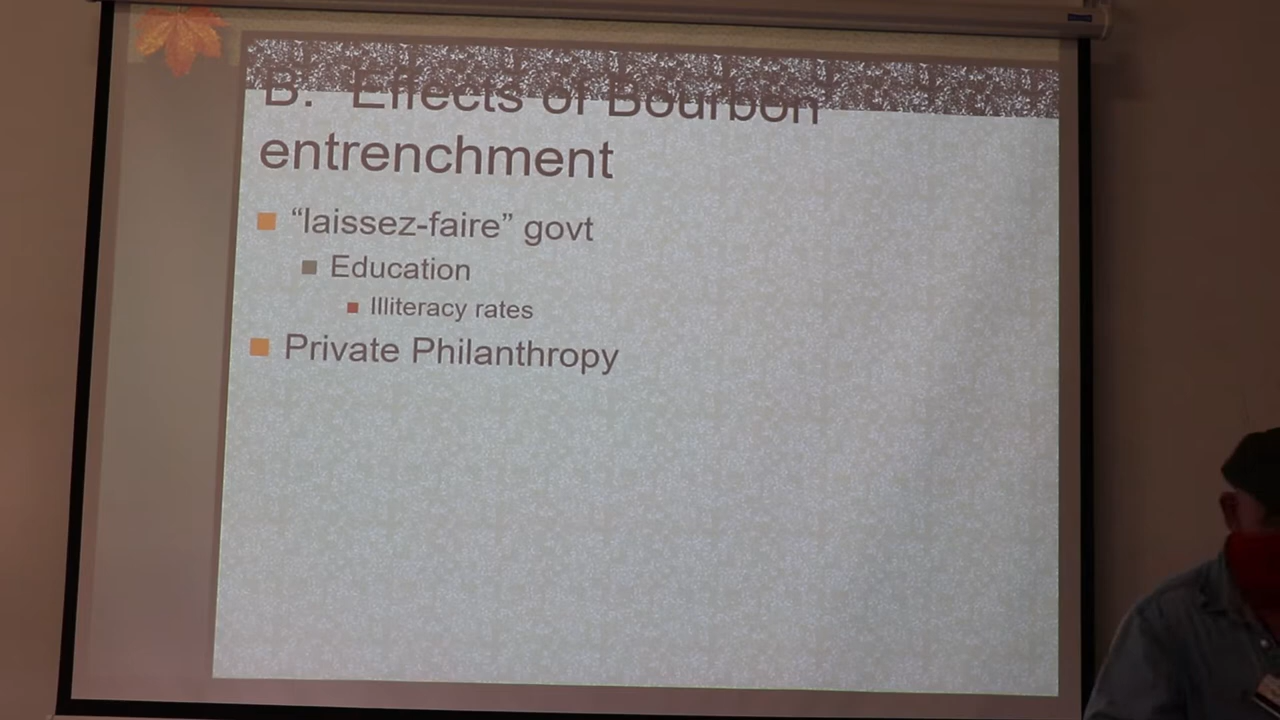 B. Effects of Bourbon
entrenchment
“laissez-faire” govt
Education
Illiteracy rates
Private Philanthropy